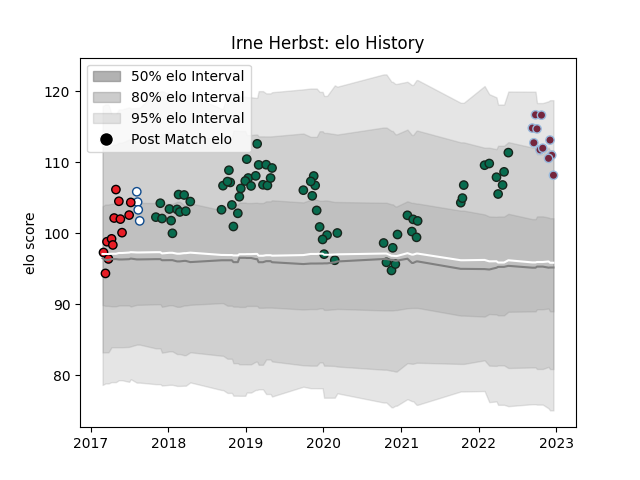 Irne Herbst: elo History
50% elo Interval
80% elo Interval
95% elo Interval
Post Match elo
elo score
120
110
100
90
80
2017 2018 2019 2020 2021 2022 2023